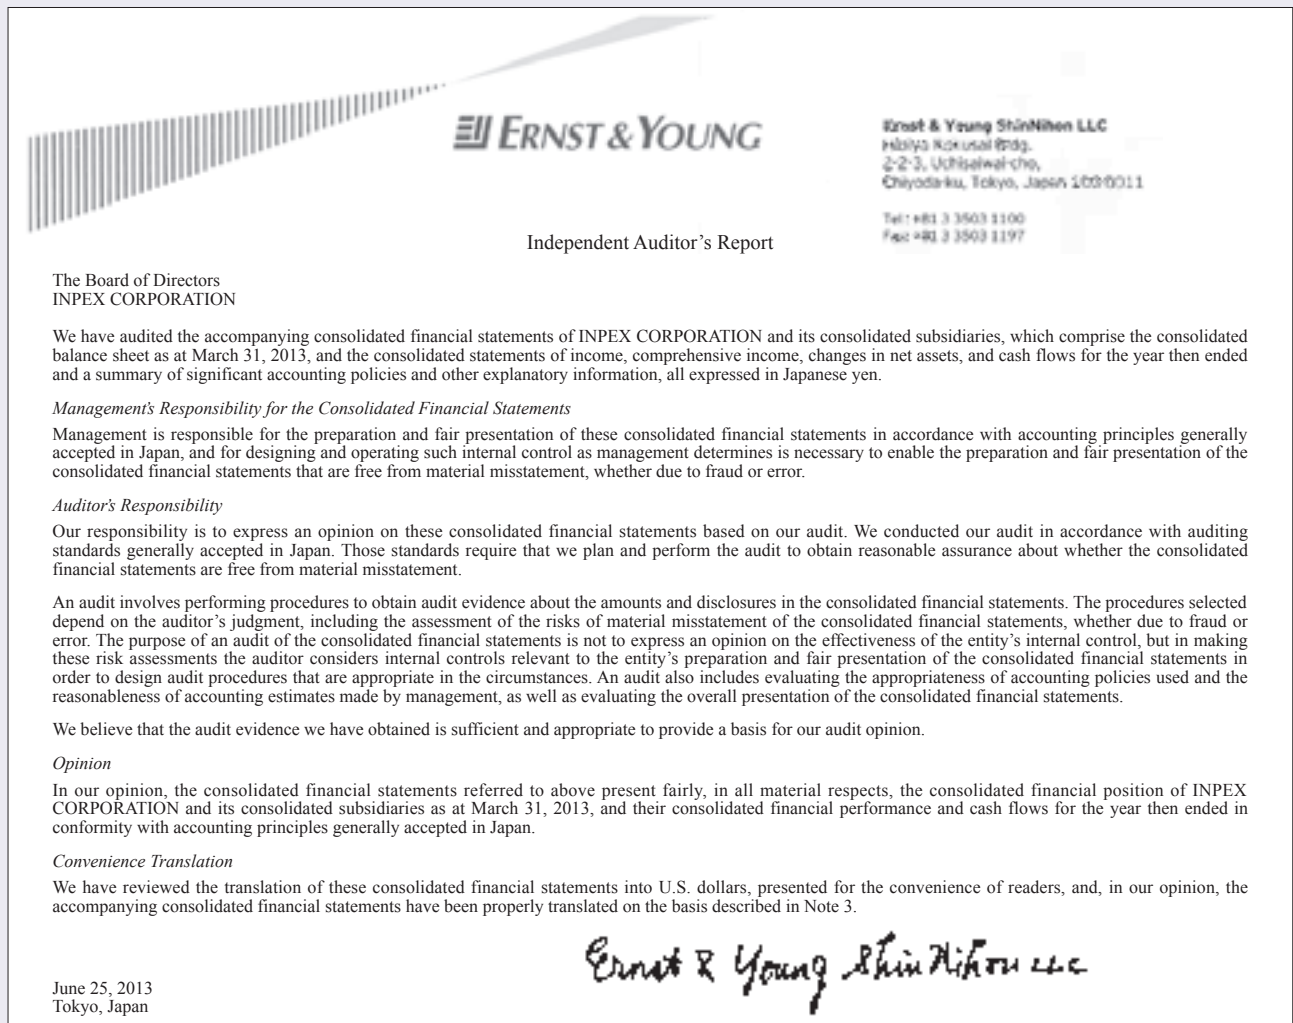 ERNST & YOUNG
Ernst & Young ShinNihon LLC
Hibiya Kokusai Bldg.
2-2-3, Uchisaiwai-cho,
Chiyoda-ku, Tokyo, Japan 100-0011
Tel: +81 3 3503 1100
Fax: +81 3 3503 1197
Independent Auditor’s Report
The Board of Directors
INPEX CORPORATION
We have audited the accompanying consolidated financial statements of INPEX CORPORATION and its consolidated subsidiaries, which comprise the consolidated
balance sheet as at March 31, 2013, and the consolidated statements of income, comprehensive income, changes in net assets, and cash flows for the year then ended
and a summary of significant accounting policies and other explanatory information, all expressed in Japanese yen.
Management’s Responsibility for the Consolidated Financial Statements
Management is responsible for the preparation and fair presentation of these consolidated financial statements in accordance with accounting principles generally
accepted in Japan, and for designing and operating such internal control as management determines is necessary to enable the preparation and fair presentation of the
consolidated financial statements that are free from material misstatement, whether due to fraud or error.
Auditor’s Responsibility
Our responsibility is to express an opinion on these consolidated financial statements based on our audit. We conducted our audit in accordance with auditing
standards generally accepted in Japan. Those standards require that we plan and perform the audit to obtain reasonable assurance about whether the consolidated
financial statements are free from material misstatement.
An audit involves performing procedures to obtain audit evidence about the amounts and disclosures in the consolidated financial statements. The procedures selected
depend on the auditor’s judgment, including the assessment of the risks of material misstatement of the consolidated financial statements, whether due to fraud or
error. The purpose of an audit of the consolidated financial statements is not to express an opinion on the effectiveness of the entity’s internal control, but in making
these risk assessments the auditor considers internal controls relevant to the entity’s preparation and fair presentation of the consolidated financial statements in
order to design audit procedures that are appropriate in the circumstances. An audit also includes evaluating the appropriateness of accounting policies used and the
reasonableness of accounting estimates made by management, as well as evaluating the overall presentation of the consolidated financial statements.
We believe that the audit evidence we have obtained is sufficient and appropriate to provide a basis for our audit opinion.
Opinion
In our opinion, the consolidated financial statements referred to above present fairly, in all material respects, the consolidated financial position of INPEX
CORPORATION and its consolidated subsidiaries as at March 31, 2013, and their consolidated financial performance and cash flows for the year then ended in
conformity with accounting principles generally accepted in Japan.
Convenience Translation
We have reviewed the translation of these consolidated financial statements into U.S. dollars, presented for the convenience of readers, and, in our opinion, the
accompanying consolidated financial statements have been properly translated on the basis described in Note 3.
Ernst & Young ShinNihon LLC
June 25, 2013
Tokyo, Japan